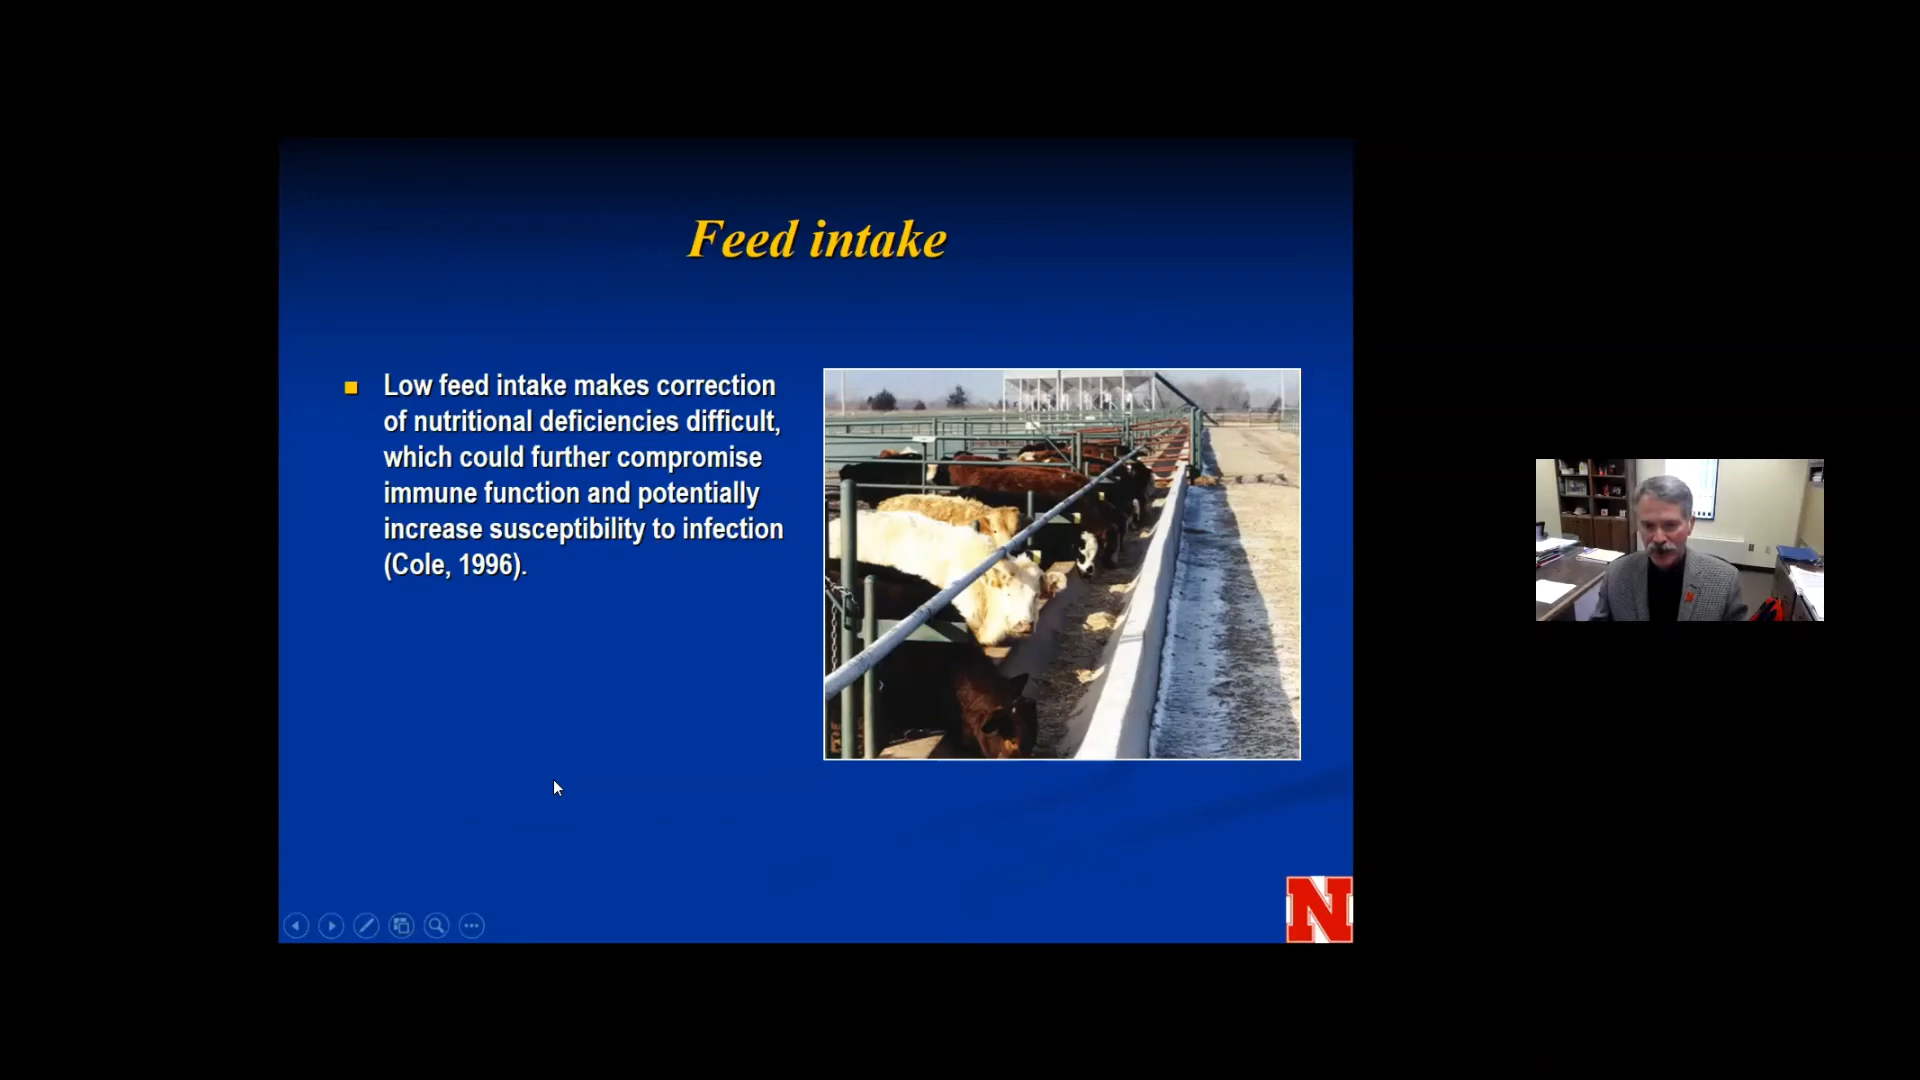 Feed intake
Low feed intake makes correction
of nutritional deficiencies difficult,
which could further compromise
immune function and potentially
increase susceptibility to infection
(Cole, 1996).
N